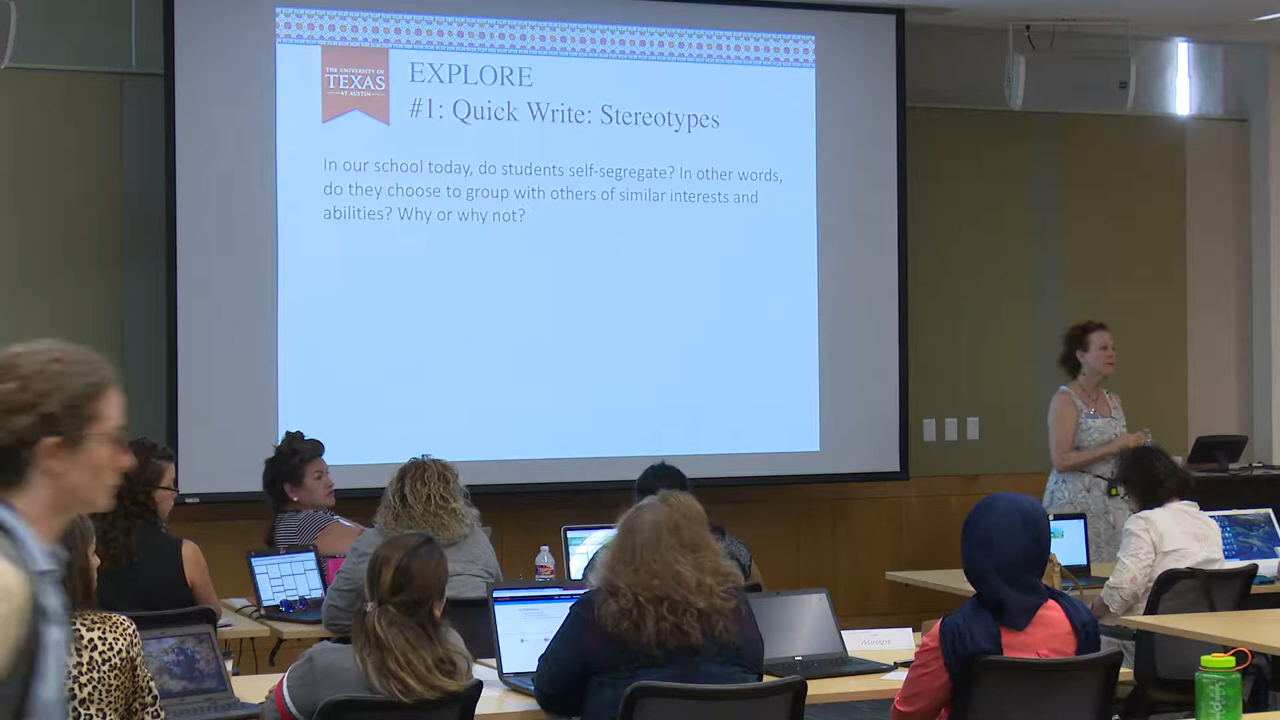 THE UNIVERSITY OF
TEXAS
AT AUSTIN
EXPLORE
#1: Quick Write: Stereotypes
In our school today, do students self-segregate? In other words,
do they choose to group with others of similar interests and
abilities? Why or why not?